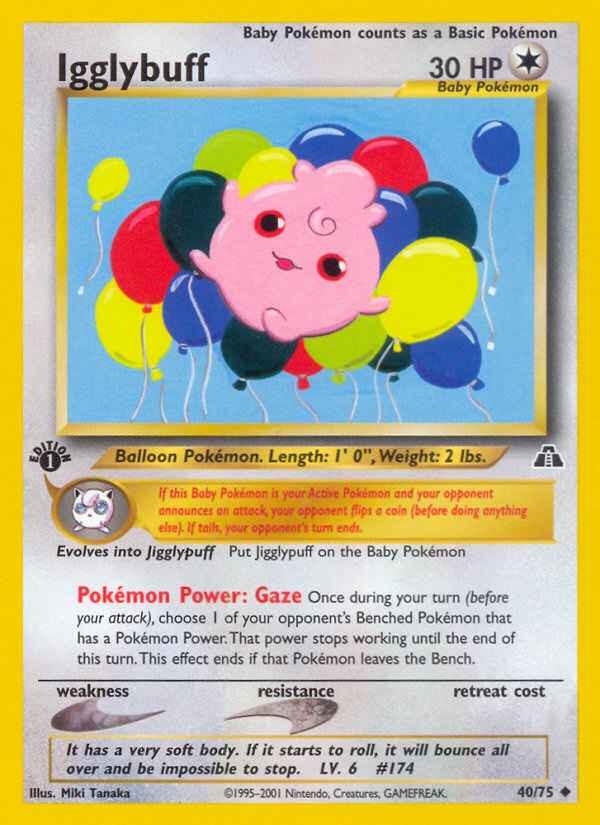 Baby Pokémon counts as a Basic Pokémon
Igglybuff
30 HP
Baby Pokémon
EDITION
1
Balloon Pokémon. Length: 1' 0", Weight: 2 lbs.
If this Baby Pokémon is your Active Pokémon and your opponent
announces an attack, your opponent flips a coin (before doing anything
else). If tails, your opponent's turn ends.
Evolves into Jigglypuff Put Jigglypuff on the Baby Pokémon
Pokémon Power: Gaze Once during your turn (before
your attack), choose 1 of your opponent's Benched Pokémon that
has a Pokémon Power. That power stops working until the end of
this turn. This effect ends if that Pokémon leaves the Bench.
weakness resistance retreat cost
It has a very soft body. If it starts to roll, it will bounce all
over and be impossible to stop. LV. 6 #174
Illus. Miki Tanaka ©1995-2001 Nintendo, Creatures, GAMEFREAK. 40/75